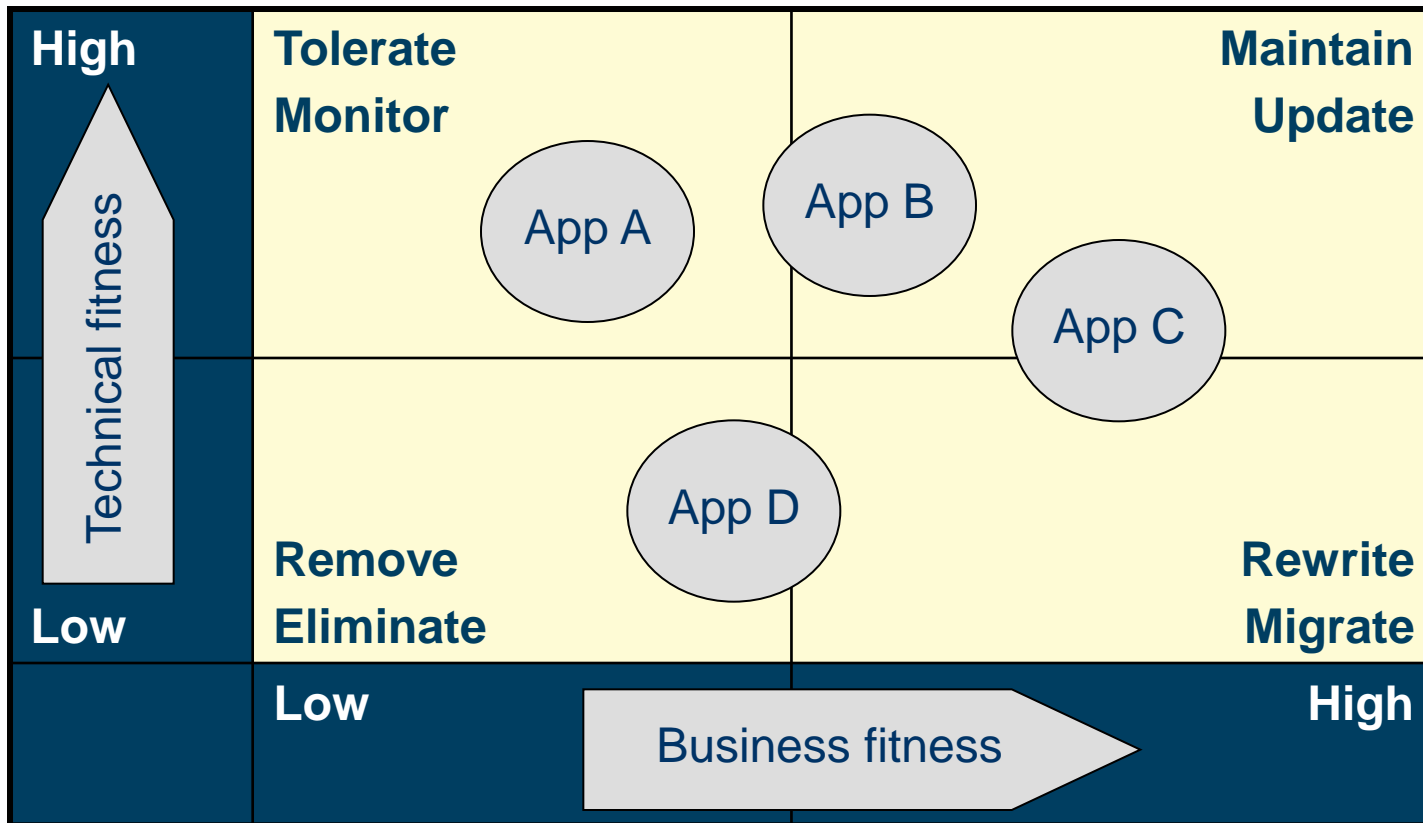 High
Tolerate
Monitor
Maintain
Update
Technical fitness
App A
App B
App C
App D
Low
Remove
Eliminate
Rewrite
Migrate
Low
Business fitness
High